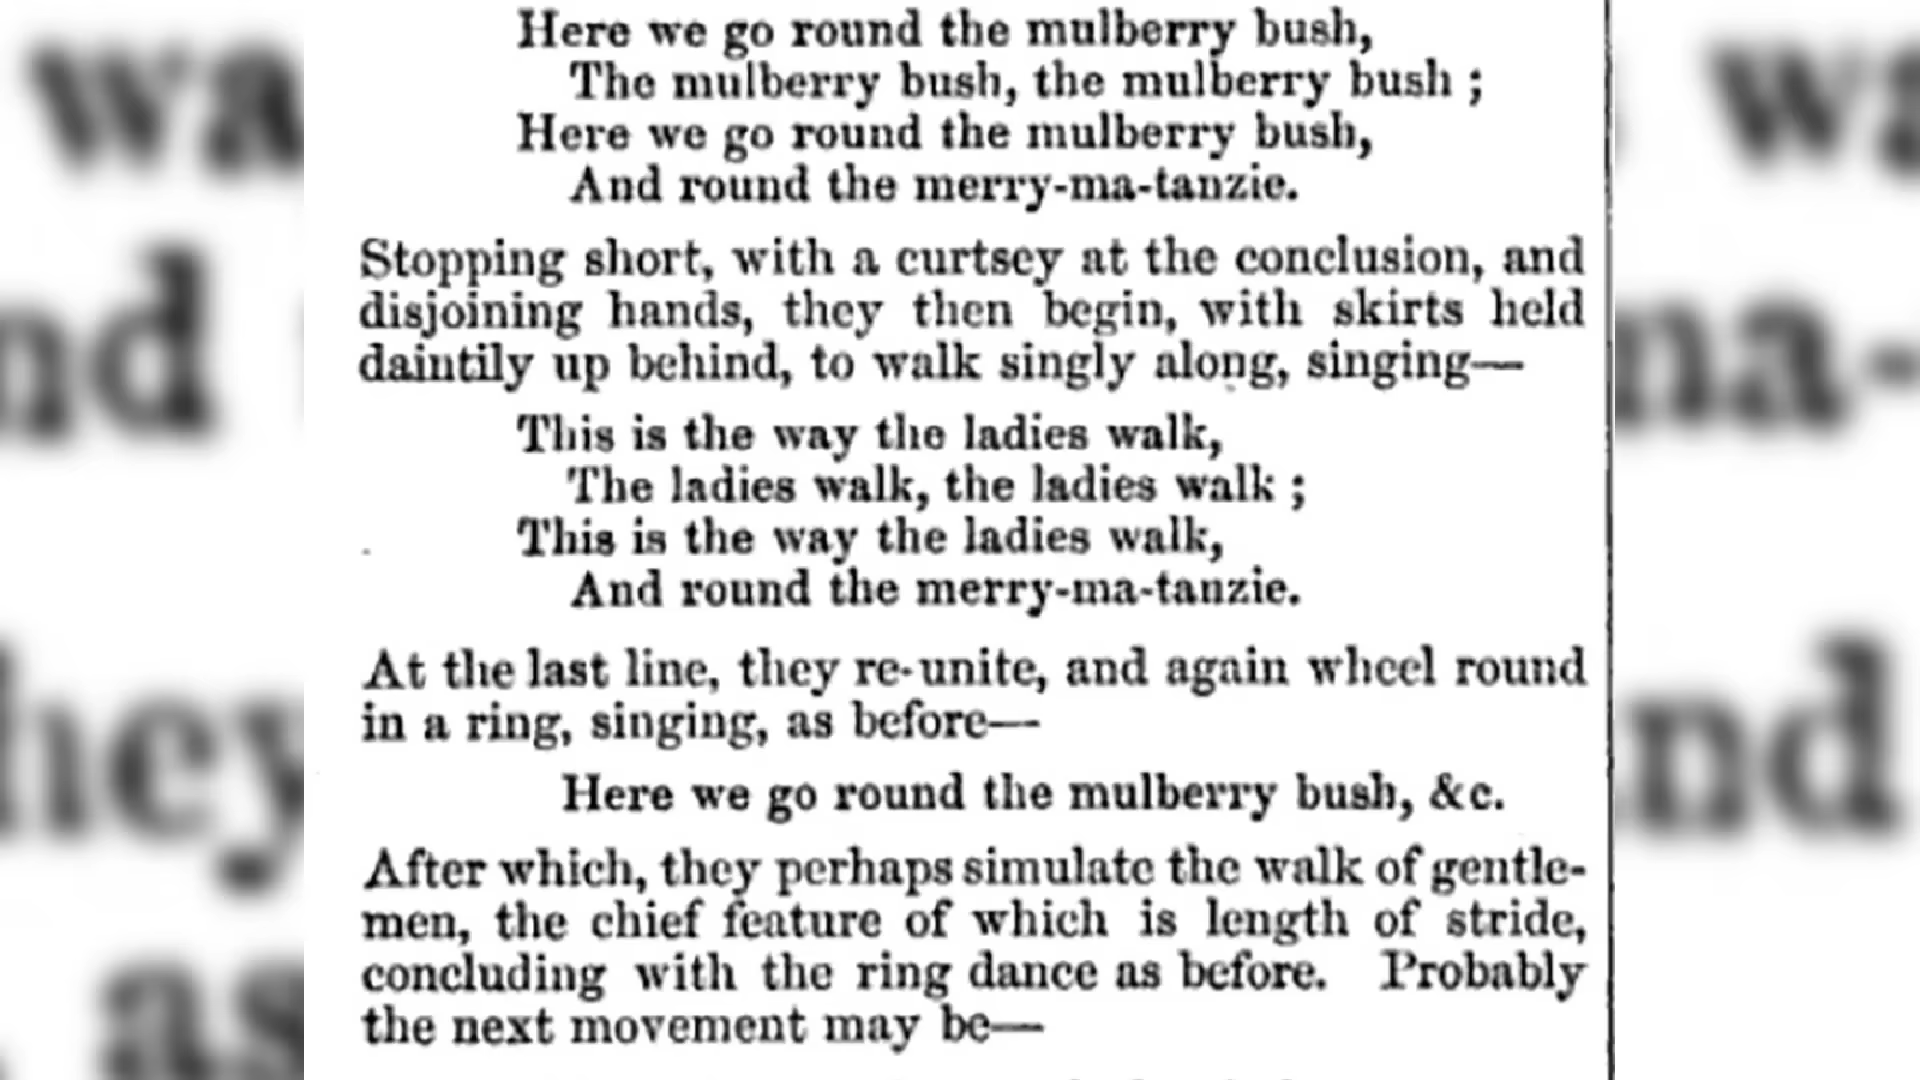 Here we go round the mulberry bush,
The mulberry bush, the mulberry bush ;
Here we go round the mulberry bush,
And round the merry-ma-tanzie.
Stopping short, with a curtsey at the conclusion, and
disjoining hands, they then begin, with skirts held
daintily up behind, to walk singly along, singing—
This is the way the ladies walk,
The ladies walk, the ladies walk ;
This is the way the ladies walk,
And round the merry-ma-tanzie.
At the last line, they re-unite, and again wheel round
in a ring, singing, as before—
Here we go round the mulberry bush, &c.
After which, they perhaps simulate the walk of gentle-
men, the chief feature of which is length of stride,
concluding with the ring dance as before. Probably
the next movement may be—